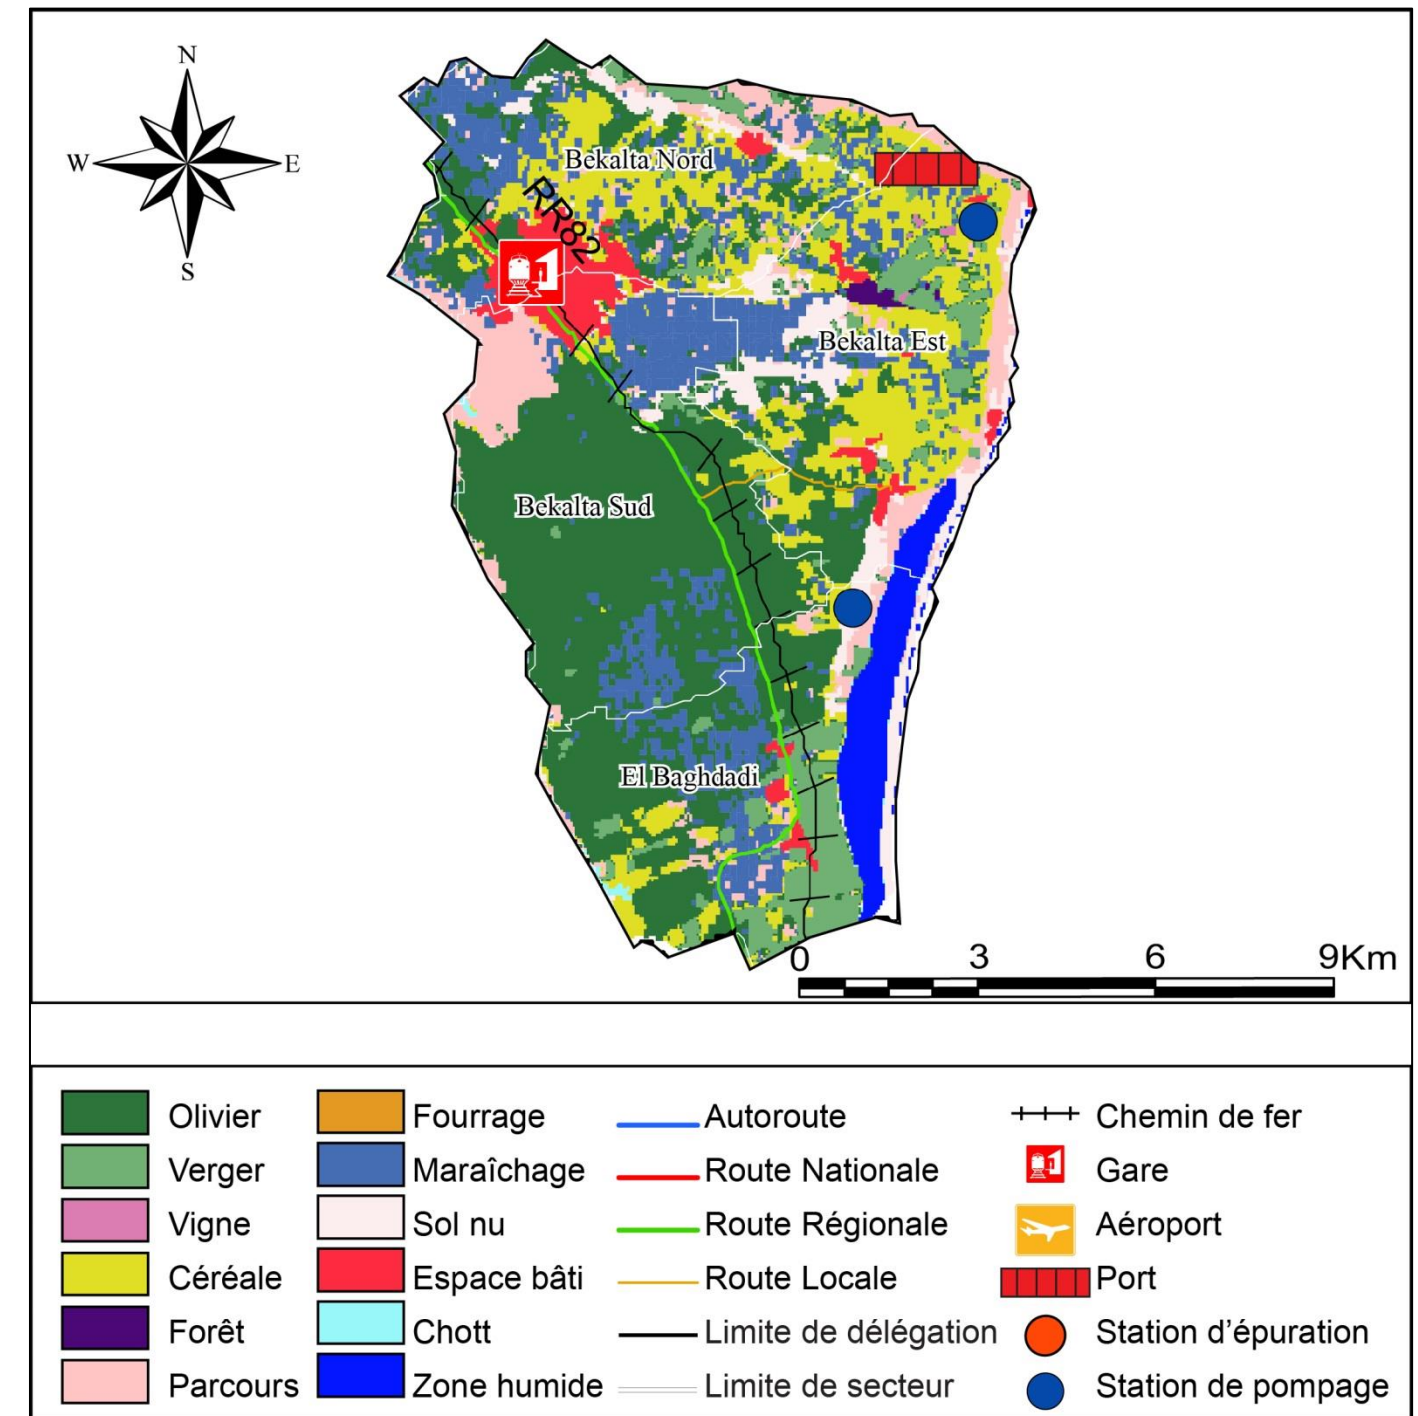 N
W
E
S
Bekalta Nord
RR82
Bekalta Est
Bekalta Sud
El Baghdadi
0 3 6 9Km
Olivier
Verger
Vigne
Céréale
Forêt
Parcours
Fourrage
Maraîchage
Sol nu
Espace bâti
Chott
Zone humide
Autoroute
Route Nationale
Route Régionale
Route Locale
Limite de délégation
Limite de secteur
Chemin de fer
Gare
Aéroport
Port
Station d'épuration
Station de pompage